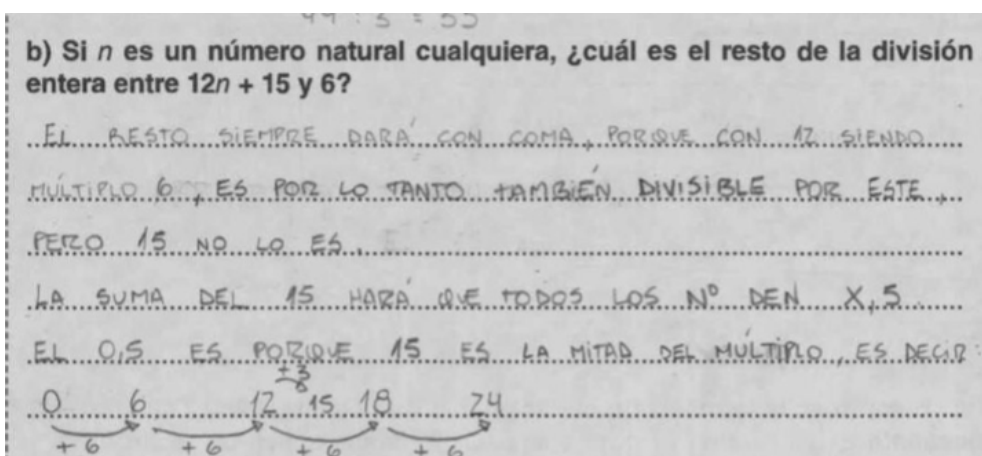 b) Si n es un número natural cualquiera, ¿cuál es el resto de la división
entera entre 12n + 15 y 6?
EL RESTO SIEMPRE DARÁ CON COMA, PORQUE CON 12 SIENDO
MÚLTIPLO 6, ES POR LO TANTO TAMBIÉN DIVISIBLE POR ESTE,
PERO 15 NO LO ES.
LA SUMA DEL 15 HARÁ QUE TODOS LOS Nº DEN X,5
EL 0,5 ES PORQUE 15 ES LA MITAD DEL MÚLTIPLO, ES DECIR
+3
0 6 12 15 18 24
+6 +6 +6 +6